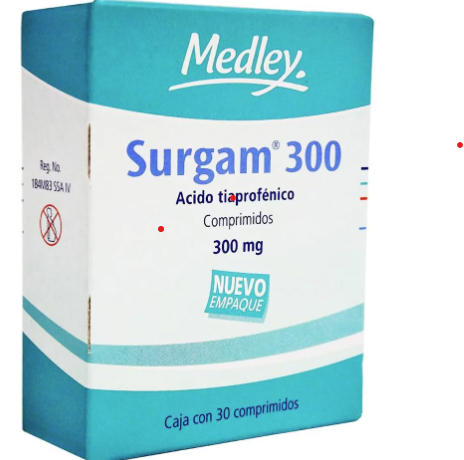 Medley
Surgam® 300
Acido tiaprofénico
Comprimidos
300 mg
NUEVO
EMPAQUE
Caja con 30 comprimidos
Reg. No.
184M83 SSA IV